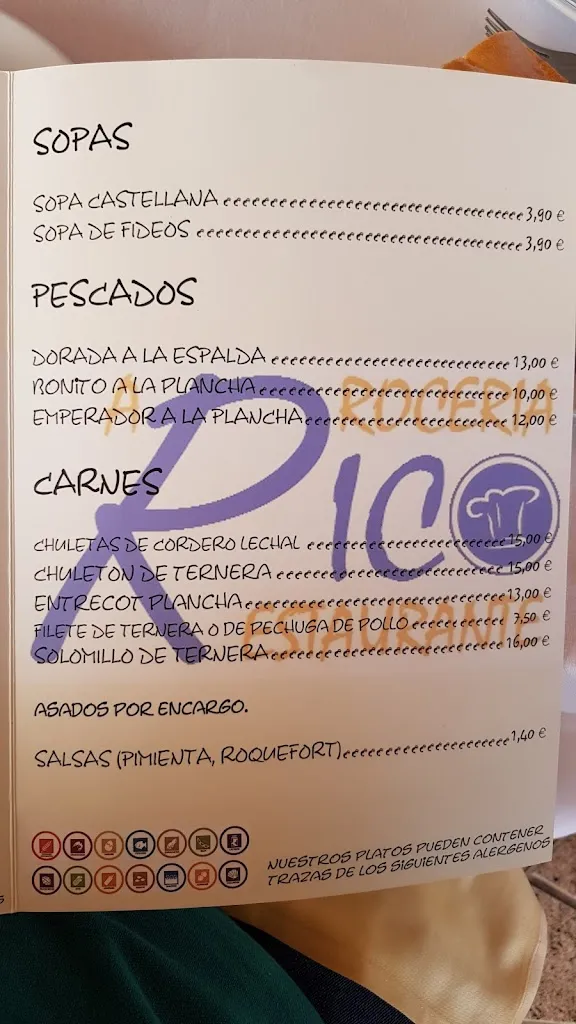 SOPAS
SOPA CASTELLANA 3,90 €
SOPA DE FIDEOS 3,90 €
PESCADOS
DORADA A LA ESPALDA 13,00 €
BONITO A LA PLANCHA 10,00 €
EMPERADOR A LA PLANCHA 12,00 €
ARROCERIA
RICO
RESTAURANTE
CARNES
CHULETAS DE CORDERO LECHAL 15,00 €
CHULETON DE TERNERA 15,00 €
ENTRECOT PLANCHA 13,00 €
FILETE DE TERNERA O DE PECHUGA DE POLLO 7,50 €
SOLOMILLO DE TERNERA 16,00 €
ASADOS POR ENCARGO.
SALSAS (PIMIENTA, ROQUEFORT) 1,40 €
NUESTROS PLATOS PUEDEN CONTENER
TRAZAS DE LOS SIGUIENTES ALERGENOS